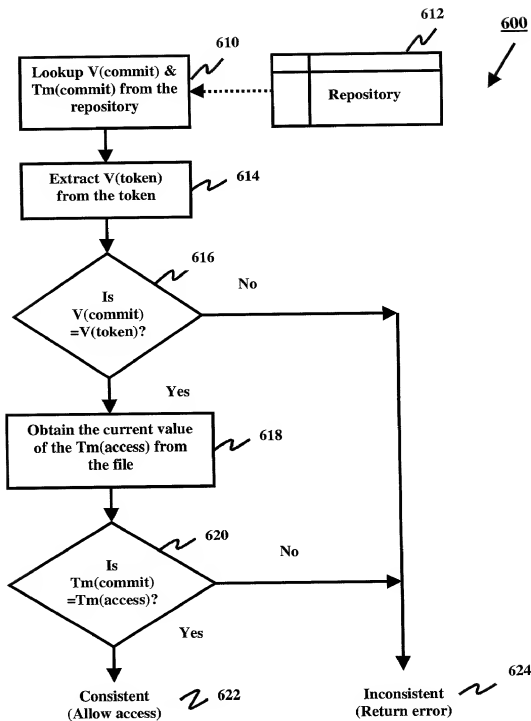 600
612
610
Lookup V(commit) &
Tm(commit) from the
repository
Repository
Extract V(token)
from the token
614
616
Is
V(commit)
=V(token)?
No
Yes
Obtain the current value
of the Tm(access) from
the file
618
620
Is
Tm(commit)
=Tm(access)?
No
Yes
Consistent
(Allow access)
622
Inconsistent
(Return error)
624